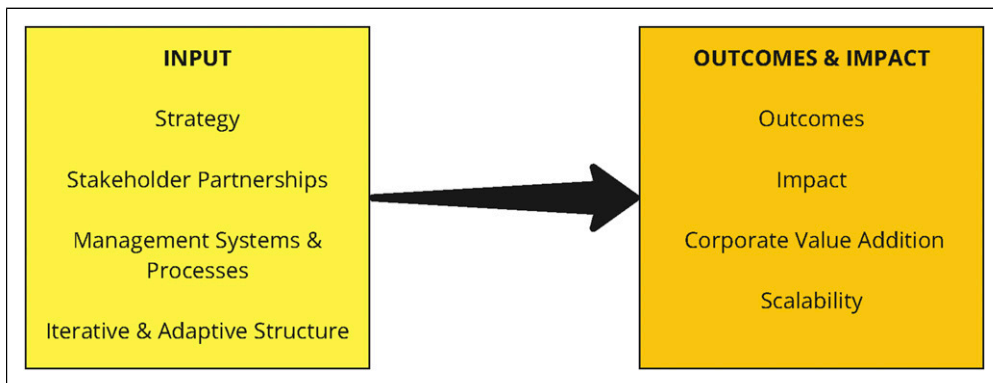 INPUT
Strategy
Stakeholder Partnerships
Management Systems &
Processes
Iterative & Adaptive Structure
OUTCOMES & IMPACT
Outcomes
Impact
Corporate Value Addition
Scalability